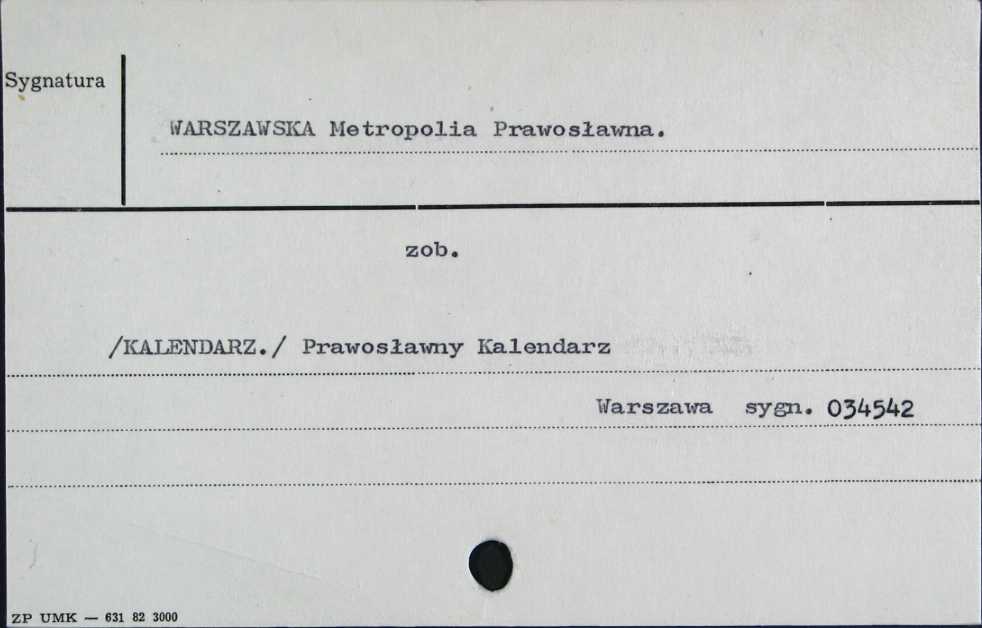 Sygnatura
WARSZAWSKA Metropolia Prawosławna.
zob.
/KALENDARZ./ Prawosławny Kalendarz
Warszawa sygn. 034542
ZP UMK — 631 82 3000